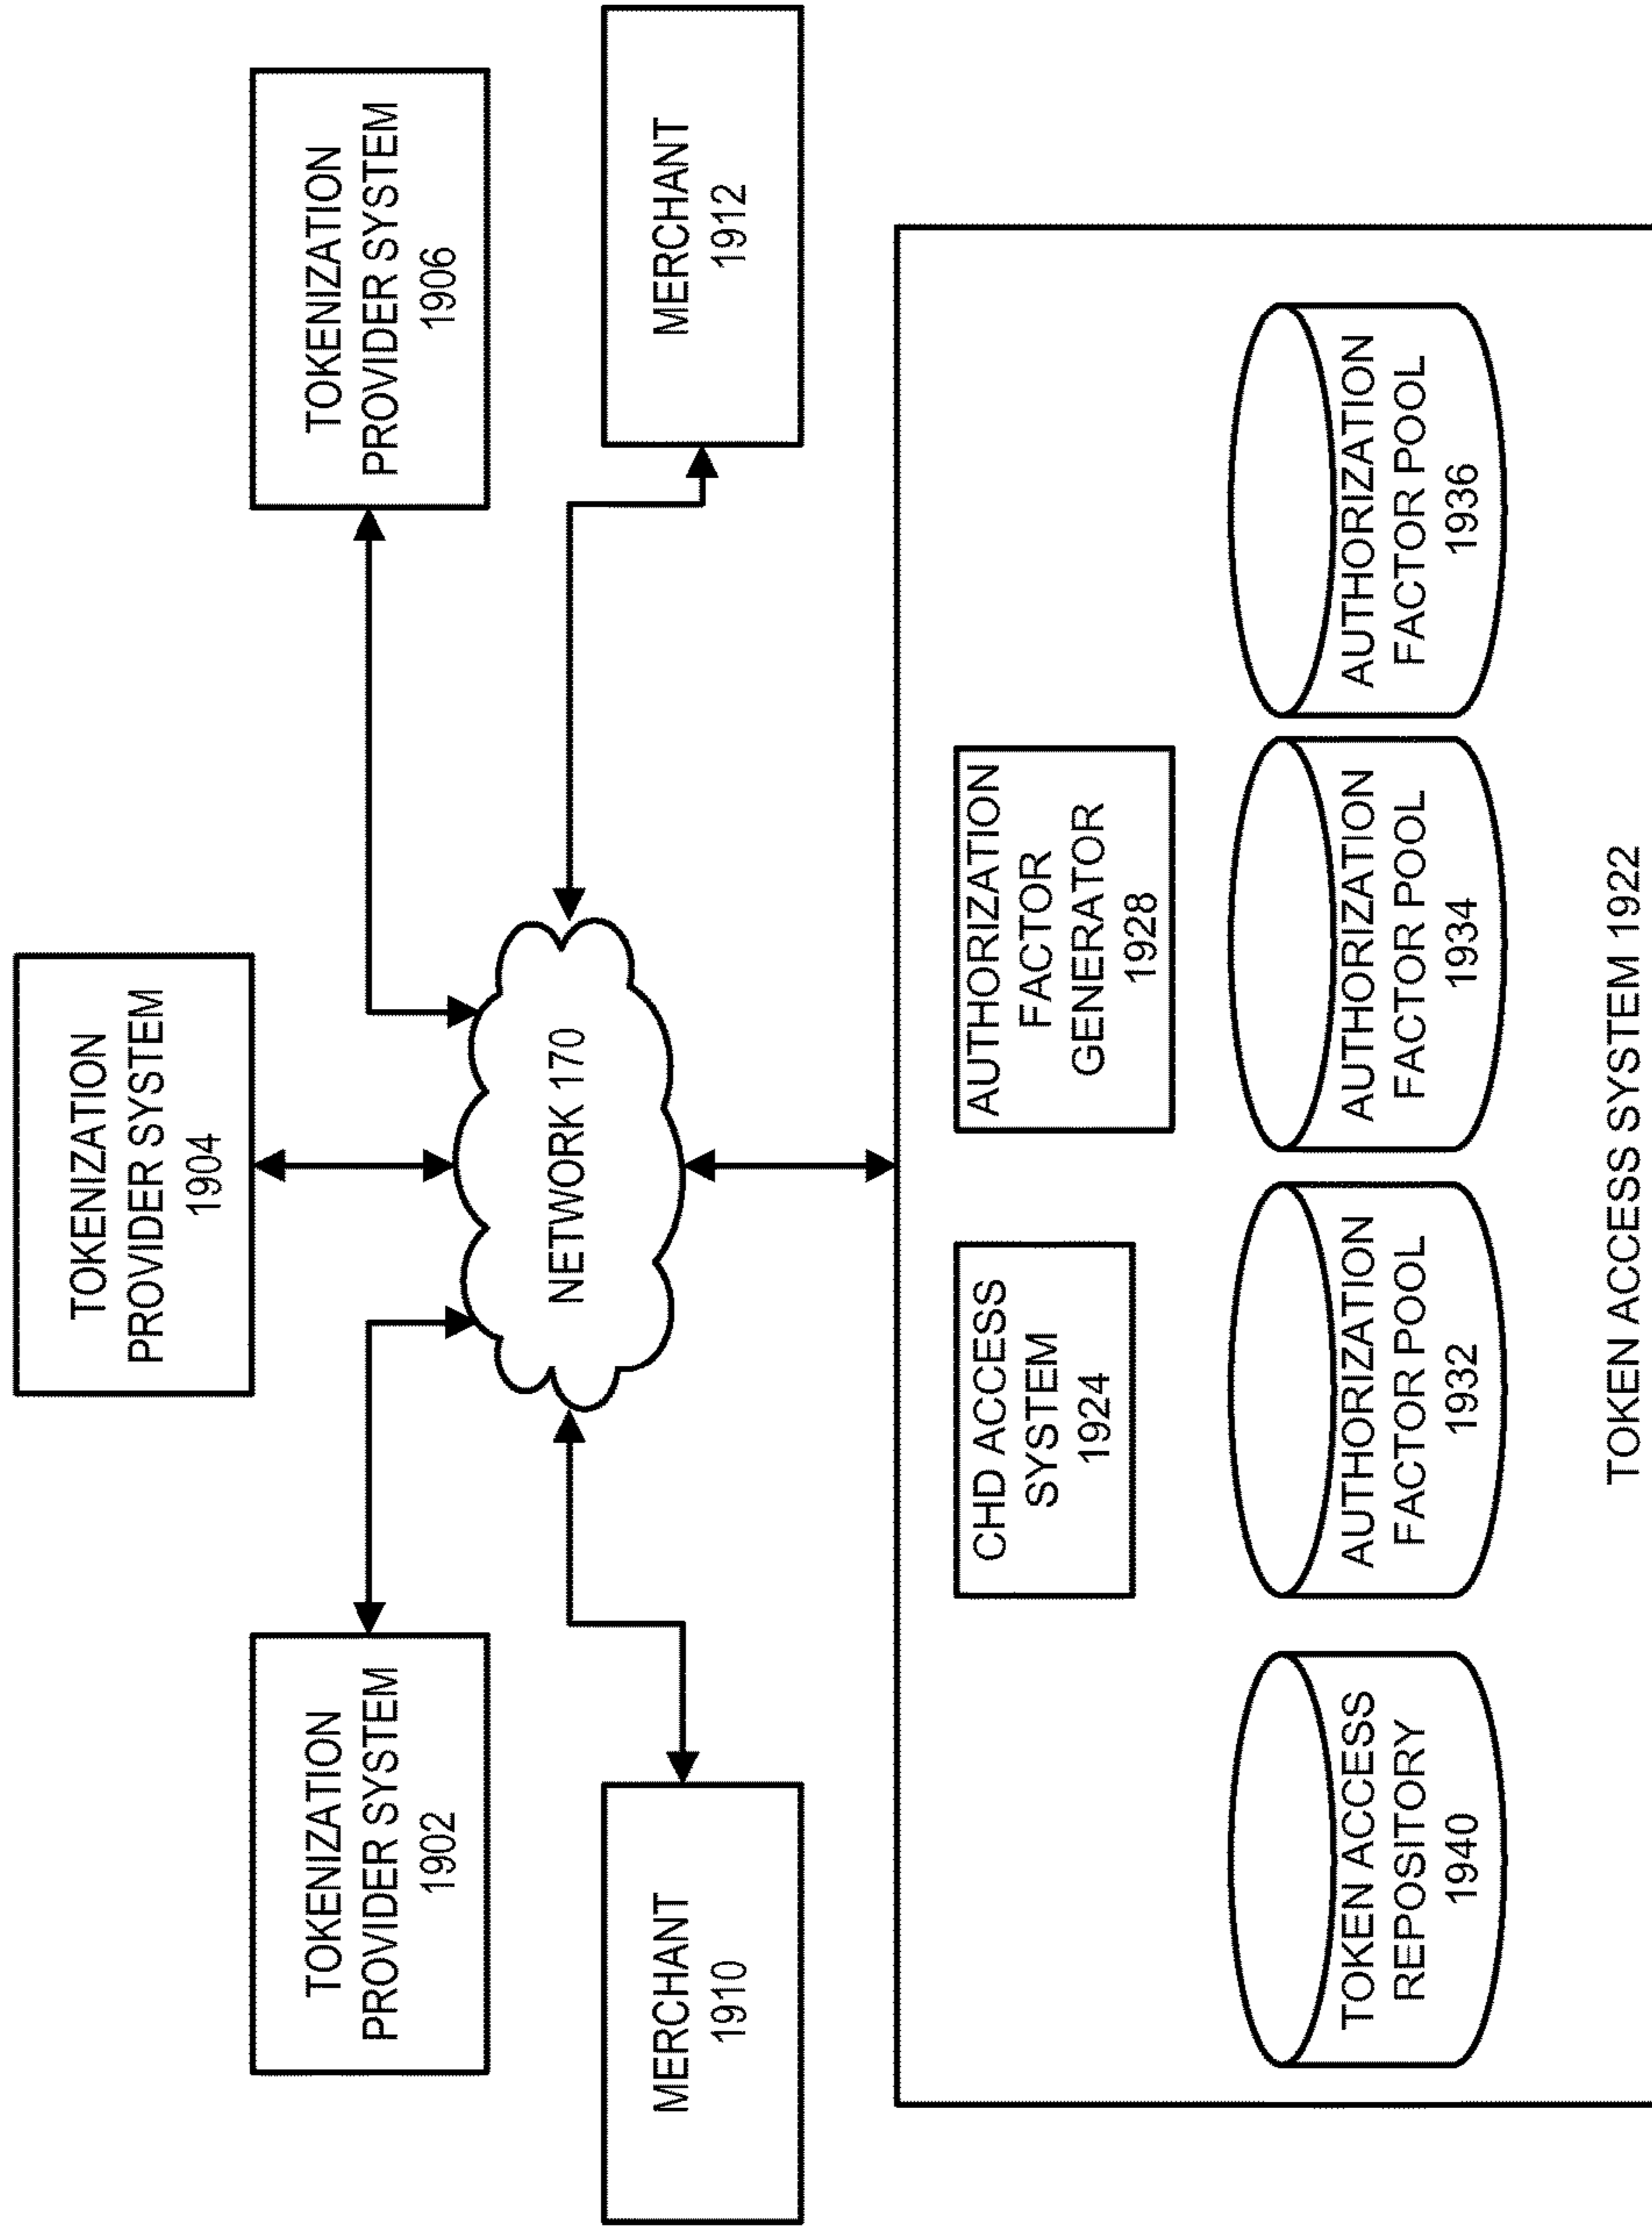 TOKENIZATION
PROVIDER SYSTEM
1904
TOKENIZATION
PROVIDER SYSTEM
1902
TOKENIZATION
PROVIDER SYSTEM
1906
NETWORK 170
MERCHANT
1910
MERCHANT
1912
CHD ACCESS
SYSTEM
1924
AUTHORIZATION
FACTOR
GENERATOR
1928
TOKEN ACCESS
REPOSITORY
1940
AUTHORIZATION
FACTOR POOL
1932
AUTHORIZATION
FACTOR POOL
1934
AUTHORIZATION
FACTOR POOL
1936
TOKEN ACCESS SYSTEM 1922